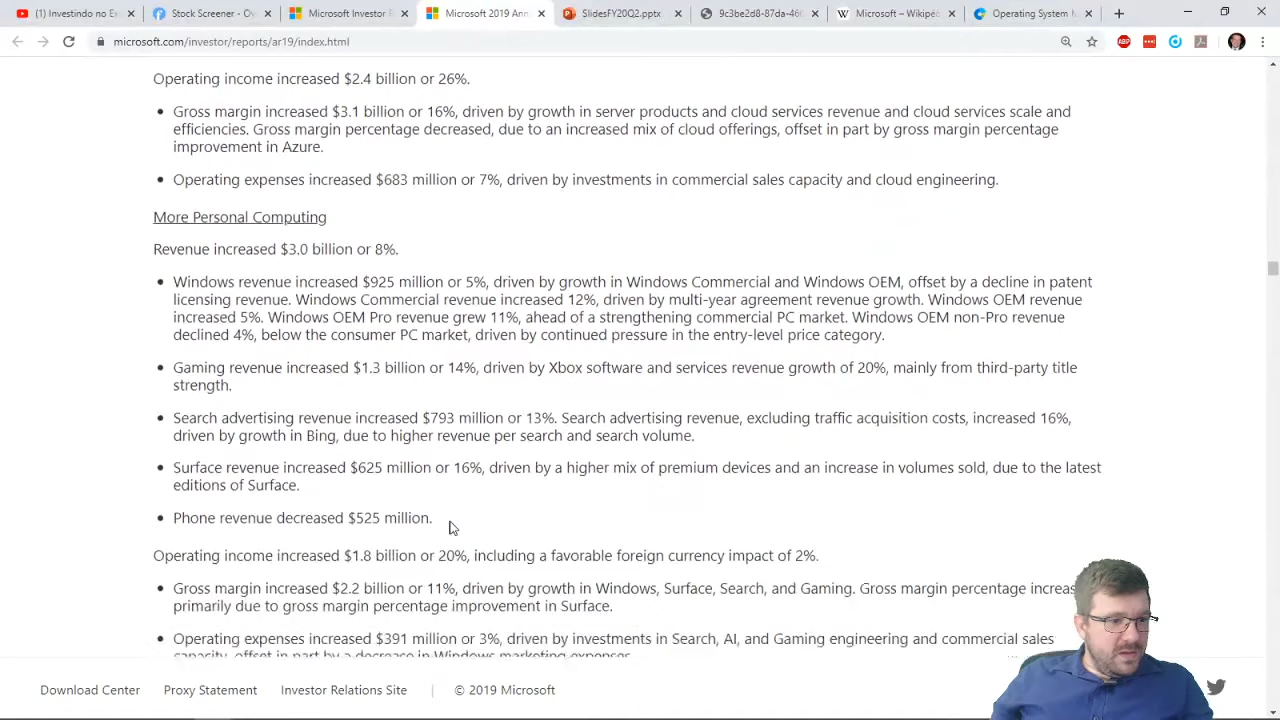 (1) Investindo no Ex
Stock Screener - Ov
Microsoft Investor R
Microsoft 2019 Ann
SlidesFY20Q2.pptx
9c3be2d8-87da-460
Microsoft – Wikipéd
Operating System M
microsoft.com/investor/reports/ar19/index.html
Operating income increased $2.4 billion or 26%.
• Gross margin increased $3.1 billion or 16%, driven by growth in server products and cloud services revenue and cloud services scale and
efficiencies. Gross margin percentage decreased, due to an increased mix of cloud offerings, offset in part by gross margin percentage
improvement in Azure.
• Operating expenses increased $683 million or 7%, driven by investments in commercial sales capacity and cloud engineering.
More Personal Computing
Revenue increased $3.0 billion or 8%.
• Windows revenue increased $925 million or 5%, driven by growth in Windows Commercial and Windows OEM, offset by a decline in patent
licensing revenue. Windows Commercial revenue increased 12%, driven by multi-year agreement revenue growth. Windows OEM revenue
increased 5%. Windows OEM Pro revenue grew 11%, ahead of a strengthening commercial PC market. Windows OEM non-Pro revenue
declined 4%, below the consumer PC market, driven by continued pressure in the entry-level price category.
• Gaming revenue increased $1.3 billion or 14%, driven by Xbox software and services revenue growth of 20%, mainly from third-party title
strength.
• Search advertising revenue increased $793 million or 13%. Search advertising revenue, excluding traffic acquisition costs, increased 16%,
driven by growth in Bing, due to higher revenue per search and search volume.
• Surface revenue increased $625 million or 16%, driven by a higher mix of premium devices and an increase in volumes sold, due to the latest
editions of Surface.
• Phone revenue decreased $525 million.
Operating income increased $1.8 billion or 20%, including a favorable foreign currency impact of 2%.
• Gross margin increased $2.2 billion or 11%, driven by growth in Windows, Surface, Search, and Gaming. Gross margin percentage increas
primarily due to gross margin percentage improvement in Surface.
• Operating expenses increased $391 million or 3%, driven by investments in Search, AI, and Gaming engineering and commercial sales
capacity, offset in part by a decrease in Windows marketing expenses.
Download Center
Proxy Statement
Investor Relations Site
© 2019 Microsoft